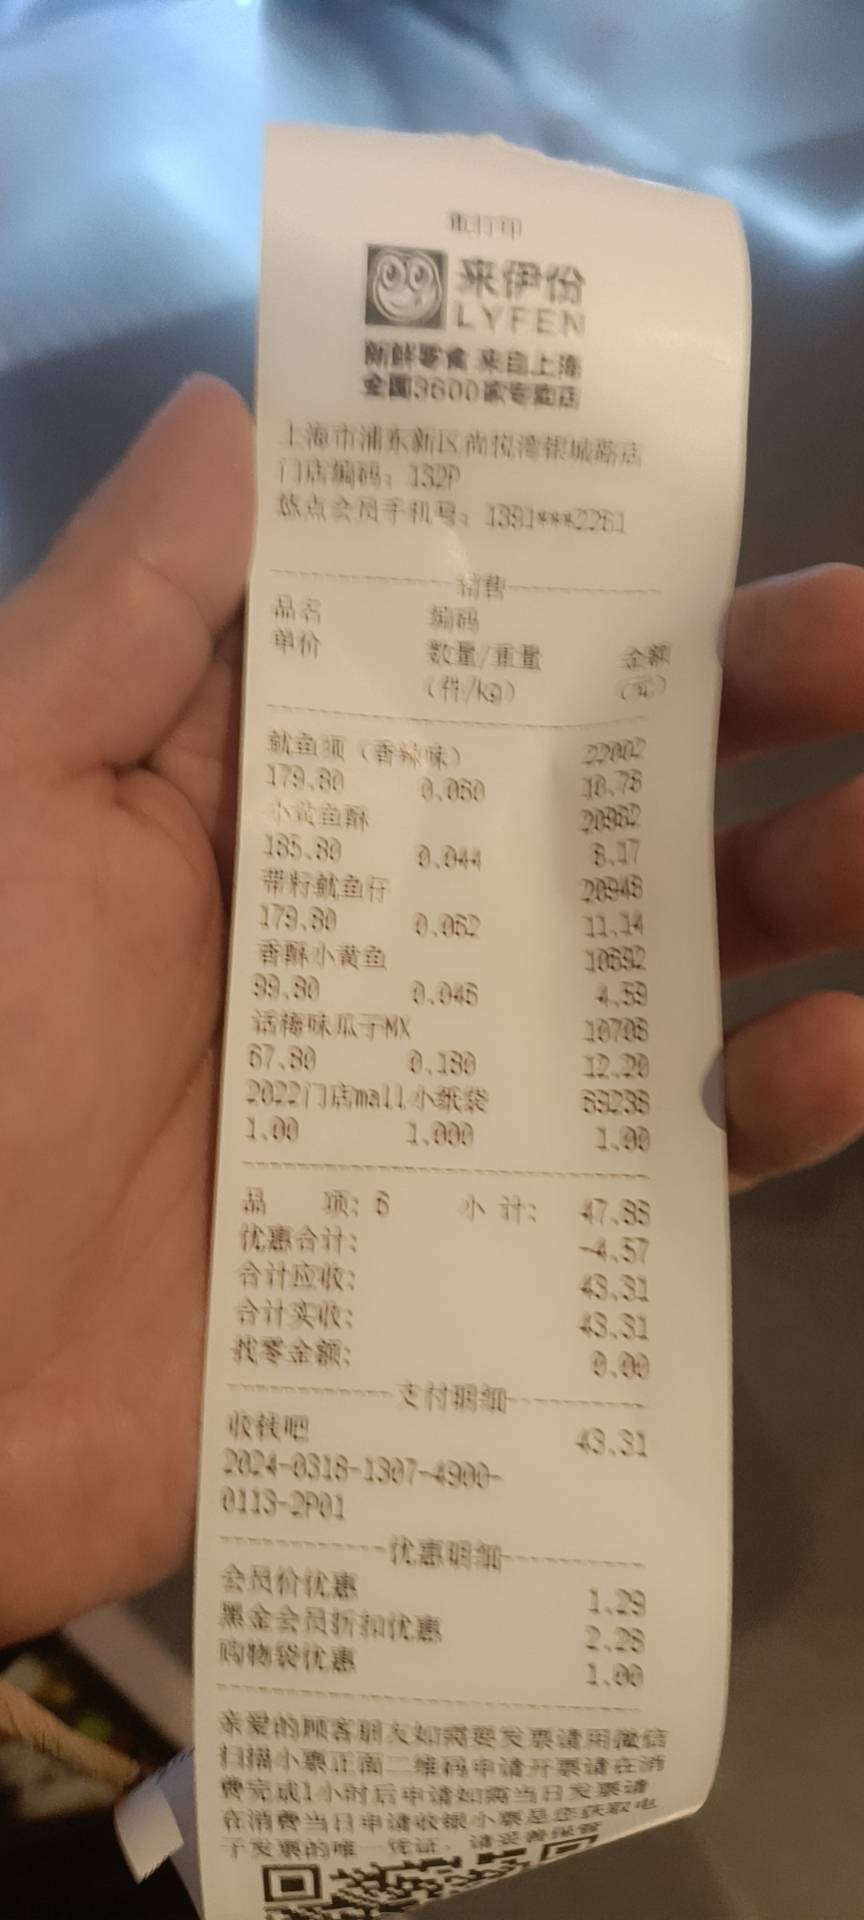 重打印
来伊份
LYFEN
新鲜零食 来自上海
全国3600家专卖店
上海市浦东新区尚悦湾银城路店
门店编码: 132P
悠点会员手机号: 1391***2261
销售
品名 编码
单价 数量/重量 金额
(件/kg) (元)
鱿鱼须 (香辣味) 22002
179.80 0.060 10.78
小黄鱼酥 20962
185.80 0.044 8.17
带籽鱿鱼仔 20948
179.80 0.062 11.14
香酥小黄鱼 10692
99.80 0.046 4.59
话梅味瓜子MX 10706
67.80 0.180 12.20
2022门店mall小纸袋 69236
1.00 1.000 1.00
品 项: 6 小 计: 47.88
优惠合计: -4.57
合计应收: 43.31
合计实收: 43.31
找零金额: 0.00
支付明细
收钱吧 43.31
2024-0318-1307-4900-
0113-2P01
优惠明细
会员价优惠 1.29
黑金会员折扣优惠 2.28
购物袋优惠 1.00
亲爱的顾客朋友如需要发票请用微信
扫描小票正面二维码申请开票请在消
费完成1小时后申请如需当日发票请
在消费当日申请收银小票是您获取电
子发票的唯一凭证，请妥善保管